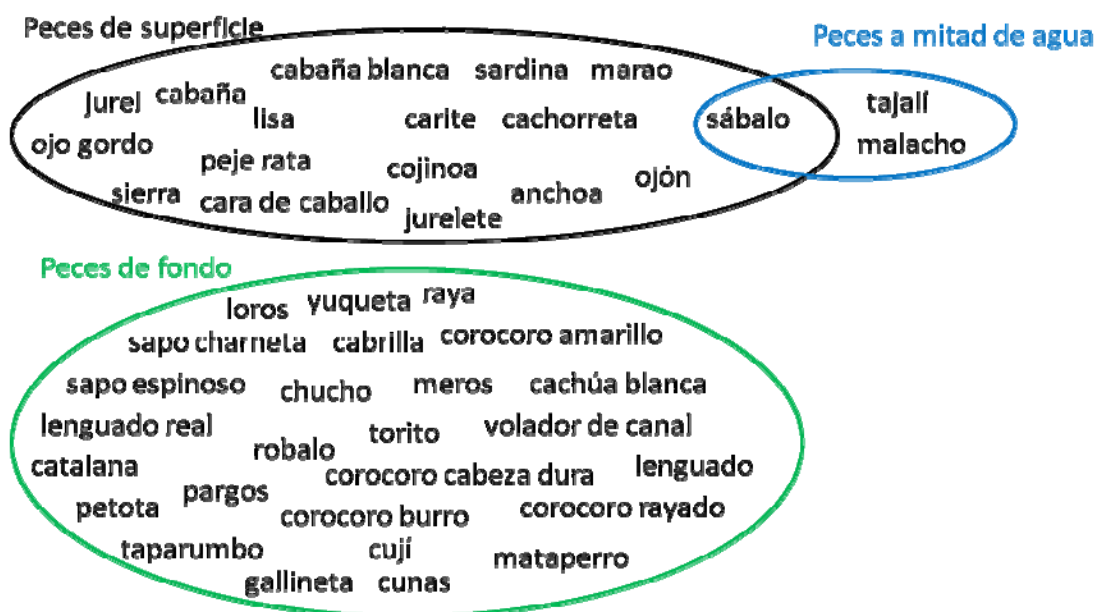 Peces de superficie
Peces a mitad de agua
cabaña blanca sardina marao
jurel cabaña
lisa carite cachorreta sábalo tajalí
ojo gordo malacho
peje rata cojinoa ojón
sierra cara de caballo anchoa
jurelete
Peces de fondo
loros yuqueta raya
sapo charneta cabrilla corocoro amarillo
sapo espinoso chucho meros cachúa blanca
lenguado real torito volador de canal
robalo
catalana corocoro cabeza dura lenguado
petota pargos corocoro burro corocoro rayado
taparumbo cují mataperro
gallineta cunas